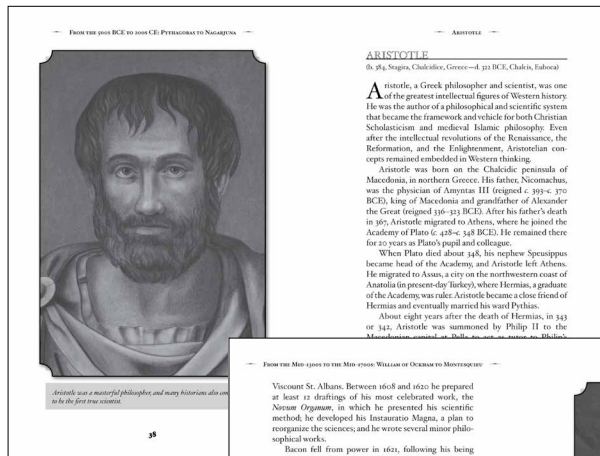 FROM THE 500S BCE TO 200S CE: PYTHAGORAS TO NAGARJUNA
Aristotle was a masterful philosopher, and many historians also con
to be the first true scientist.
38
ARISTOTLE
ARISTOTLE
(b. 384, Stagira, Chalcidice, Greece—d. 322 BCE, Chalcis, Euboea)
Aristotle, a Greek philosopher and scientist, was one
of the greatest intellectual figures of Western history.
He was the author of a philosophical and scientific system
that became the framework and vehicle for both Christian
Scholasticism and medieval Islamic philosophy. Even
after the intellectual revolutions of the Renaissance, the
Reformation, and the Enlightenment, Aristotelian con-
cepts remained embedded in Western thinking.
Aristotle was born on the Chalcidic peninsula of
Macedonia, in northern Greece. His father, Nicomachus,
was the physician of Amyntas III (reigned c. 393–c. 370
BCE), king of Macedonia and grandfather of Alexander
the Great (reigned 336–323 BCE). After his father's death
in 367, Aristotle migrated to Athens, where he joined the
Academy of Plato (c. 428–c. 348 BCE). He remained there
for 20 years as Plato's pupil and colleague.
When Plato died about 348, his nephew Speusippus
became head of the Academy, and Aristotle left Athens.
He migrated to Assus, a city on the northwestern coast of
Anatolia (in present-day Turkey), where Hermias, a graduate
of the Academy, was ruler. Aristotle became a close friend of
Hermias and eventually married his ward Pythias.
About eight years after the death of Hermias, in 343
or 342, Aristotle was summoned by Philip II to the
Macedonian capital at Pella to act as tutor to Philip's
FROM THE MID-1300S TO THE MID-1700S: WILLIAM OF OCKHAM TO MONTESQUIEU
Viscount St. Albans. Between 1608 and 1620 he prepared
at least 12 draftings of his most celebrated work, the
Novum Organum, in which he presented his scientific
method; he developed his Instauratio Magna, a plan to
reorganize the sciences; and he wrote several minor philo-
sophical works.
Bacon fell from power in 1621, following his being